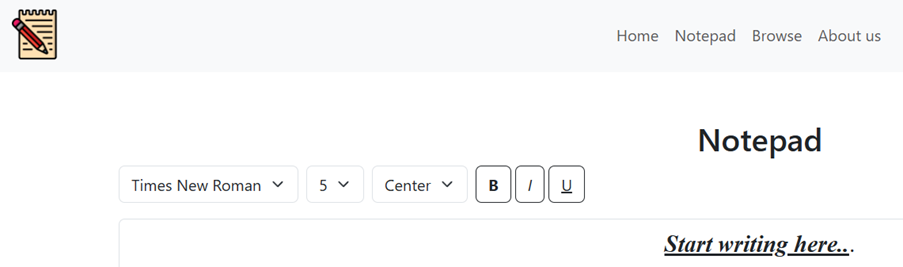 Home Notepad Browse About us
Notepad
Times New Roman 5 Center B I U
Start writing here...